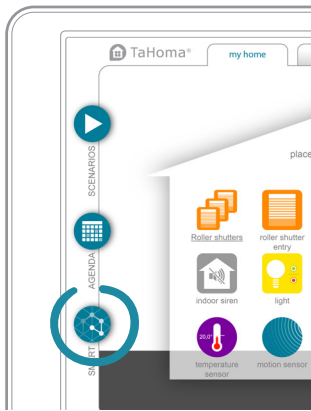 TaHoma®
my home
SCENARIOS
place
Roller shutters
roller shutter
entry
AGENDA
indoor siren
light
20,0°
SMART
temperature
sensor
motion sensor